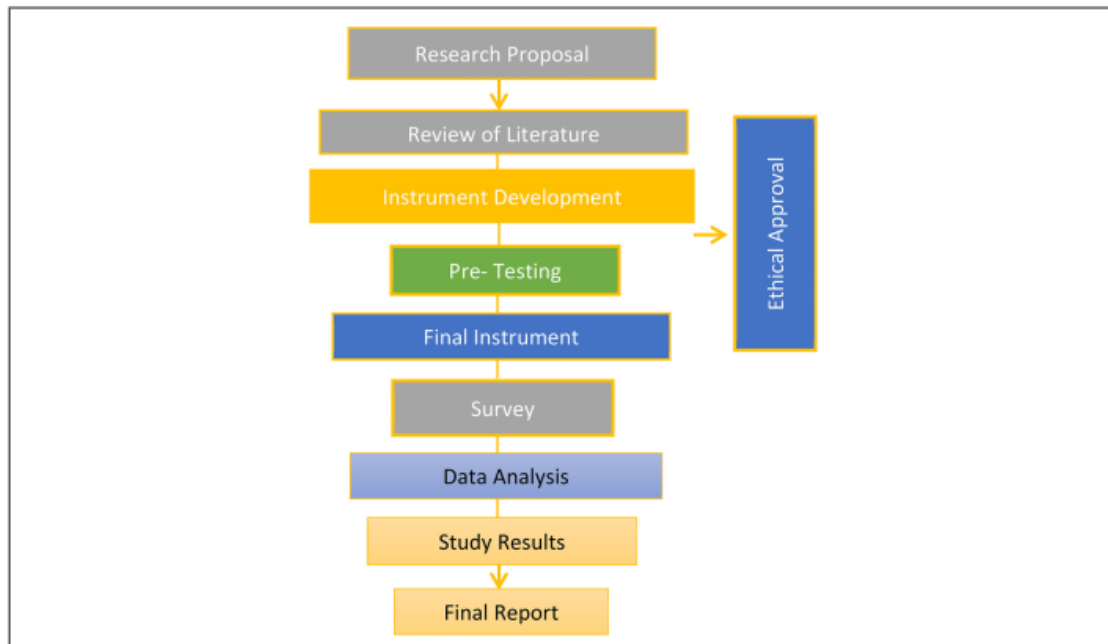 Research Proposal
Review of Literature
Instrument Development
Pre- Testing
Final Instrument
Survey
Data Analysis
Study Results
Final Report
Ethical Approval